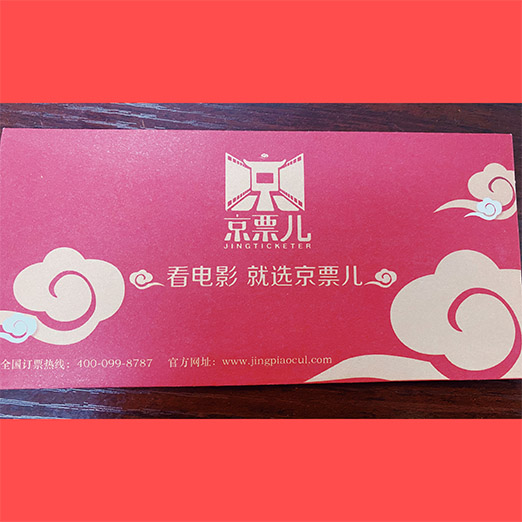 京票儿
JINGTICKETER
看电影 就选京票儿
全国订票热线：400-099-8787 官方网址：www.jingpiaocul.com